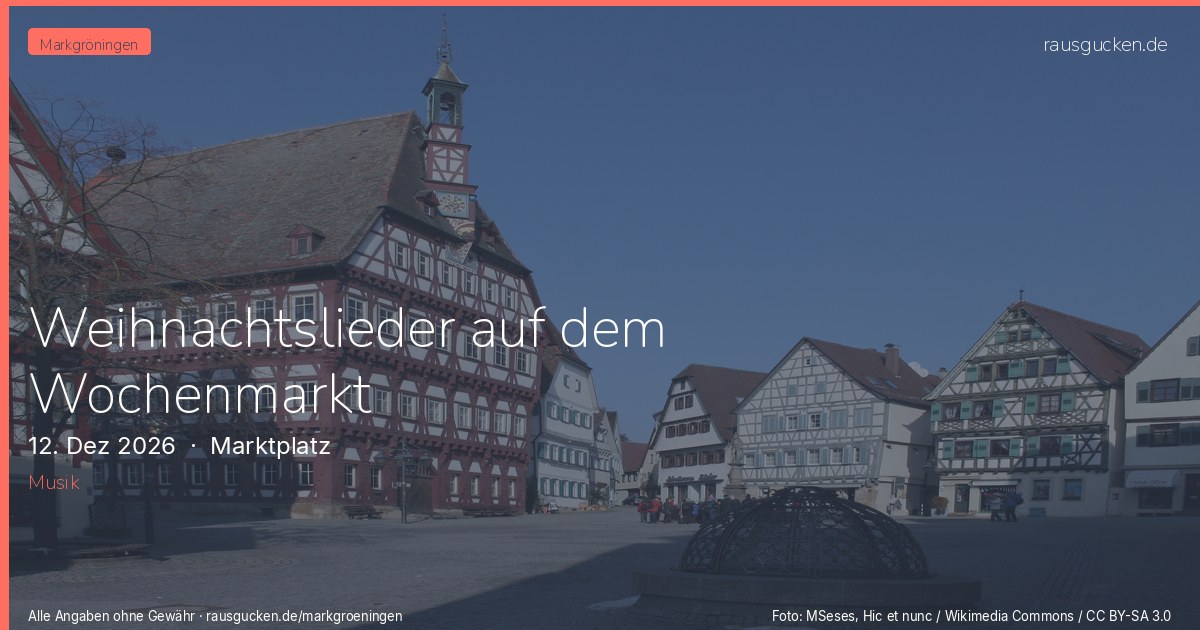 Markgröningen
rausgucken.de
Weihnachtslieder auf dem
Wochenmarkt
12. Dez 2026 · Marktplatz
Musik
Alle Angaben ohne Gewähr · rausgucken.de/markgroeningen
Foto: MSeses, Hic et nunc / Wikimedia Commons / CC BY-SA 3.0